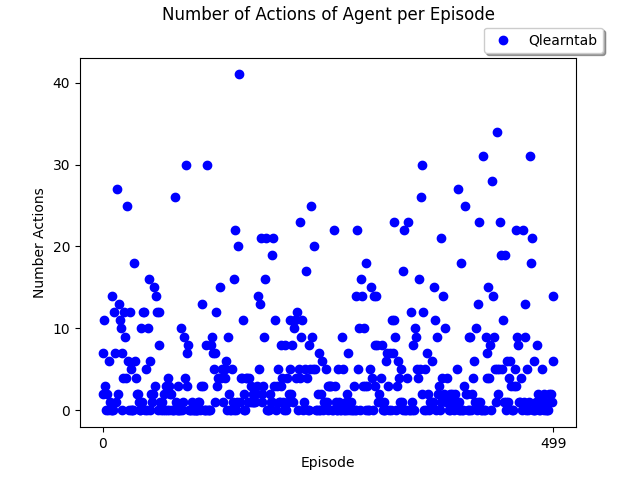 Number of Actions of Agent per Episode
Qlearntab
40
30
20
10
0
Number Actions
0 499
Episode